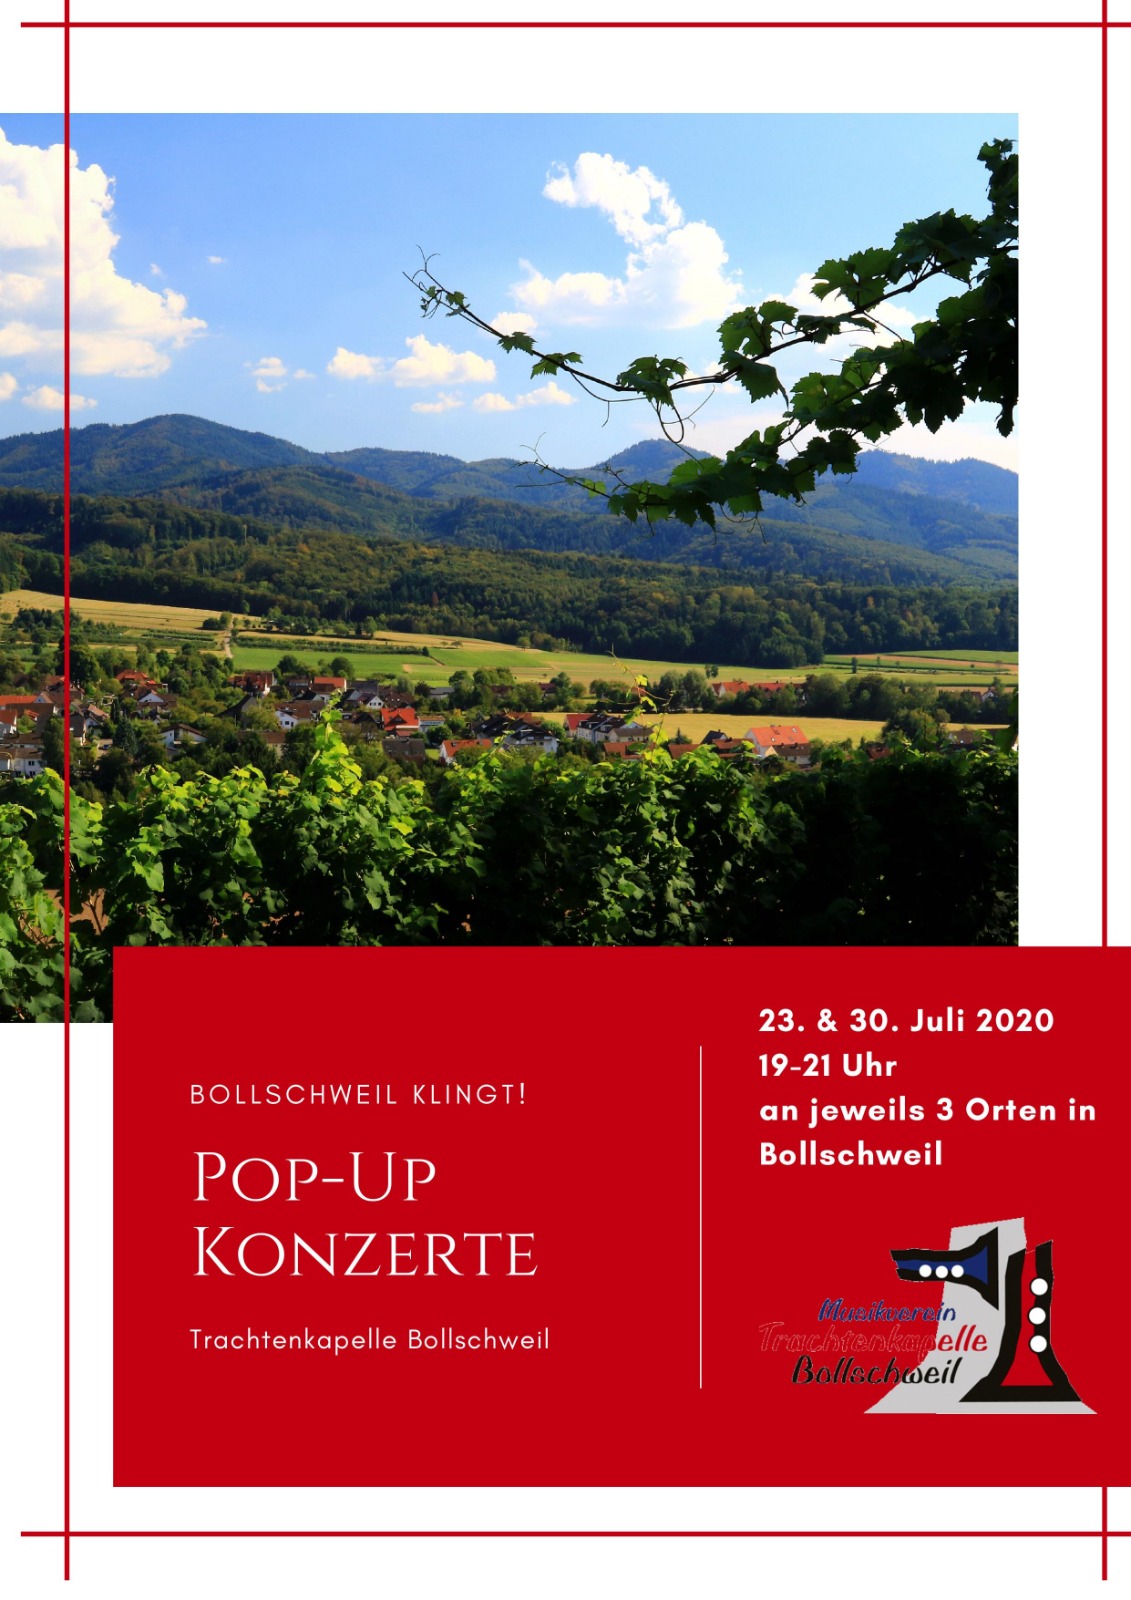 BOLLSCHWEIL KLINGT!
POP-UP
KONZERTE
Trachtenkapelle Bollschweil
23. & 30. Juli 2020
19-21 Uhr
an jeweils 3 Orten in
Bollschweil
Musikverein
Trachtenkapelle
Bollschweil